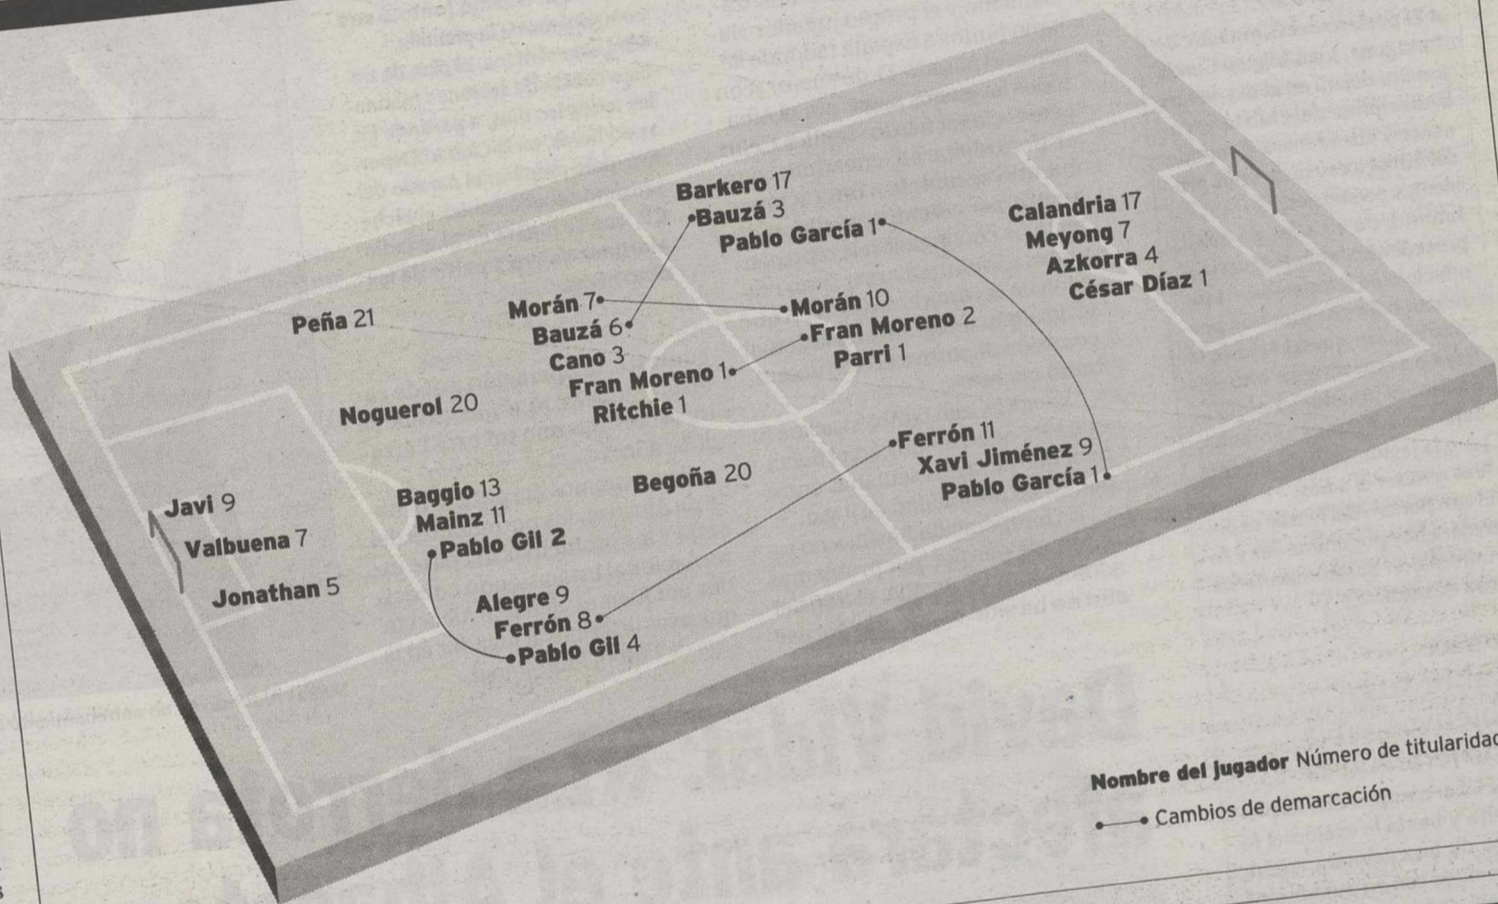 Barkero 17
Bauzá 3
Pablo García 1
Calandria 17
Meyong 7
Azkorra 4
César Díaz 1
Peña 21
Morán 7
Bauzá 6
Cano 3
Fran Moreno 1
Ritchie 1
Morán 10
Fran Moreno 2
Parri 1
Noguerol 20
Ferrón 11
Xavi Jiménez 9
Pablo García 1
Begoña 20
Javi 9
Valbuena 7
Jonathan 5
Baggio 13
Mainz 11
Pablo Gil 2
Alegre 9
Ferrón 8
Pablo Gil 4
Nombre del jugador Número de titularidad
Cambios de demarcación